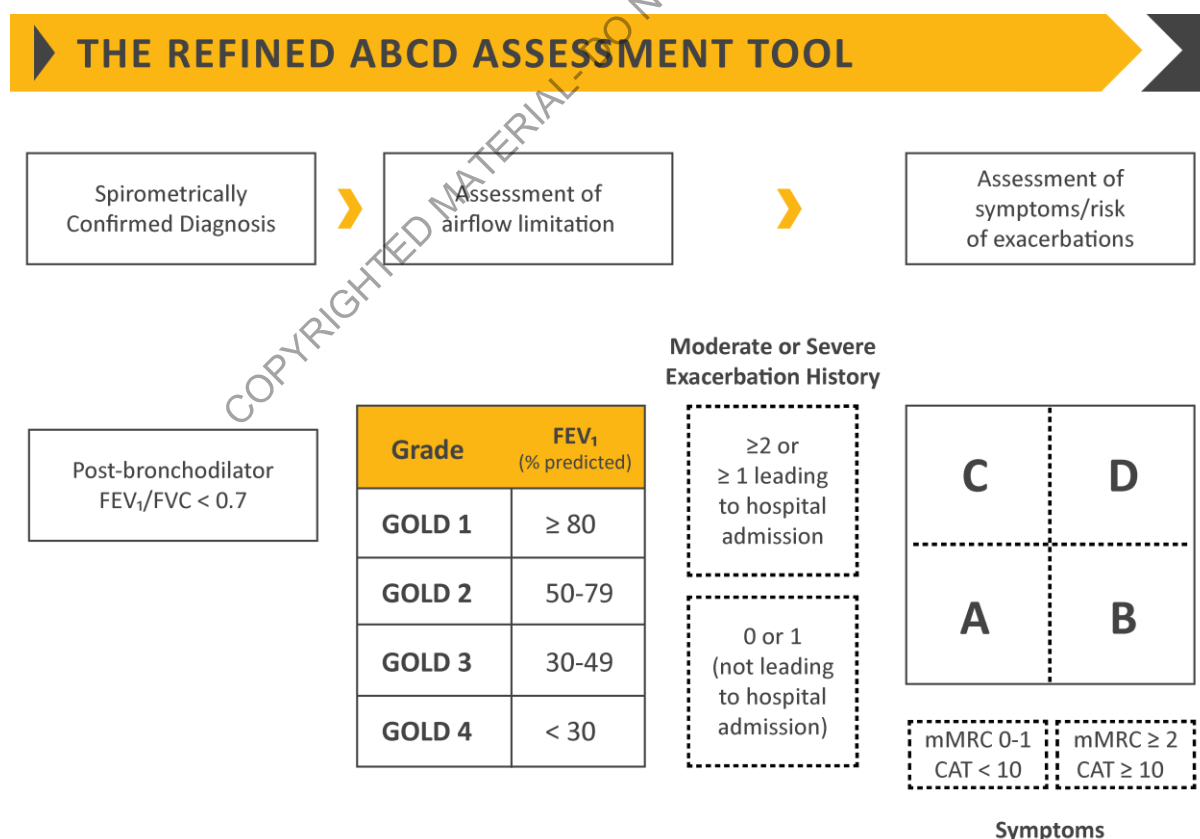 THE REFINED ABCD ASSESSMENT TOOL
COPYRIGHTED MATERIAL- DO N
Spirometrically
Confirmed Diagnosis
Assessment of
airflow limitation
Assessment of
symptoms/risk
of exacerbations
Moderate or Severe
Exacerbation History
Post-bronchodilator
FEV₁/FVC < 0.7
Grade
FEV₁
(% predicted)
GOLD 1
≥ 80
GOLD 2
50-79
GOLD 3
30-49
GOLD 4
< 30
≥2 or
≥ 1 leading
to hospital
admission
0 or 1
(not leading
to hospital
admission)
C
D
A
B
mMRC 0-1
CAT < 10
mMRC ≥ 2
CAT ≥ 10
Symptoms